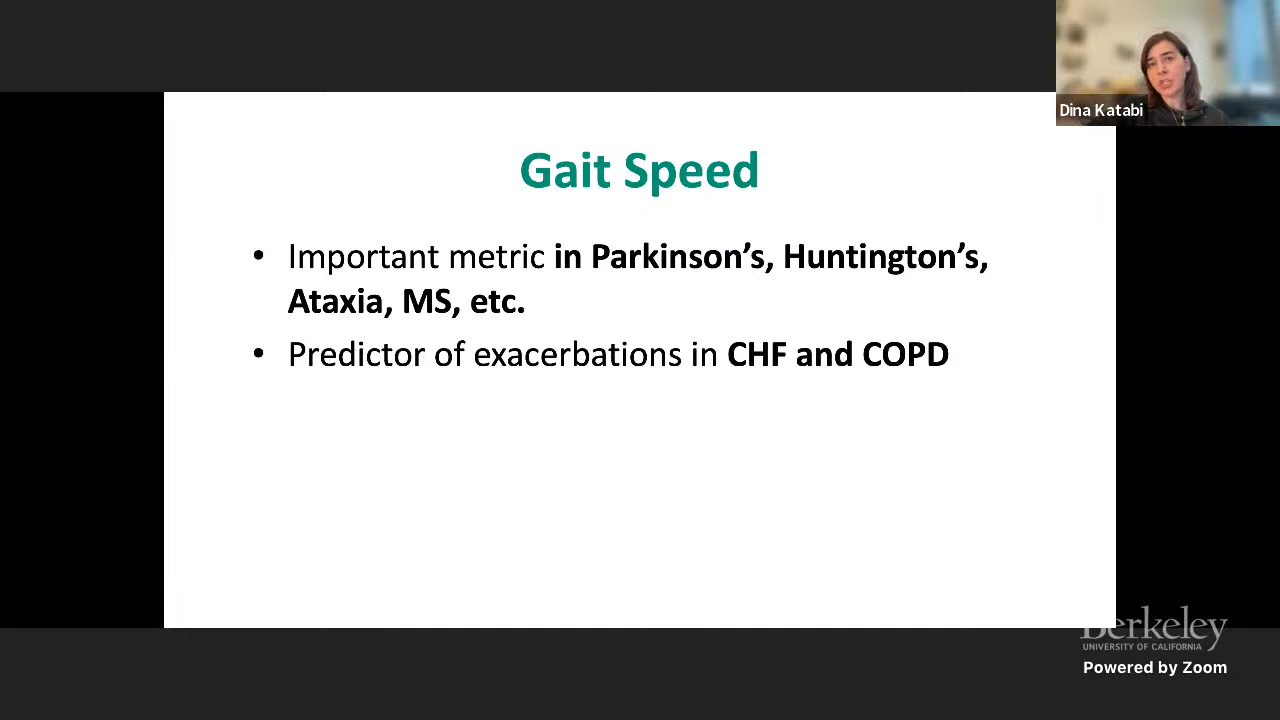 Dina Katabi
Gait Speed
• Important metric in Parkinson’s, Huntington’s,
Ataxia, MS, etc.
• Predictor of exacerbations in CHF and COPD
Berkeley
UNIVERSITY OF CALIFORNIA
Powered by Zoom